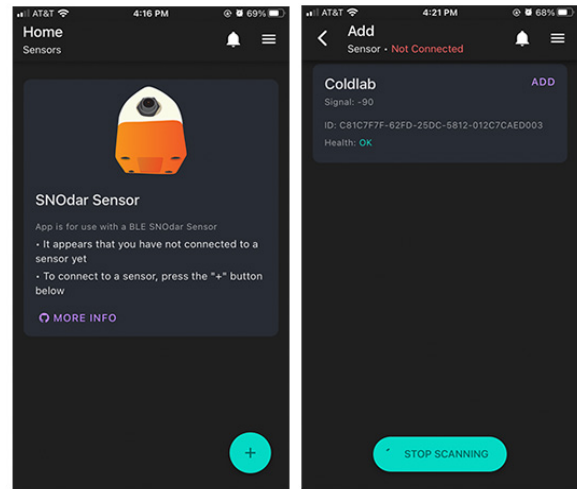 AT&T 4:16 PM 69%
Home
Sensors
SNOdar Sensor
App is for use with a BLE SNOdar Sensor
• It appears that you have not connected to a
sensor yet
• To connect to a sensor, press the "+" button
below
MORE INFO
+
AT&T 4:21 PM 68%
Add
Sensor • Not Connected
Coldlab ADD
Signal: -90
ID: C81C7F7F-62FD-25DC-5812-012C7CAED003
Health: OK
STOP SCANNING